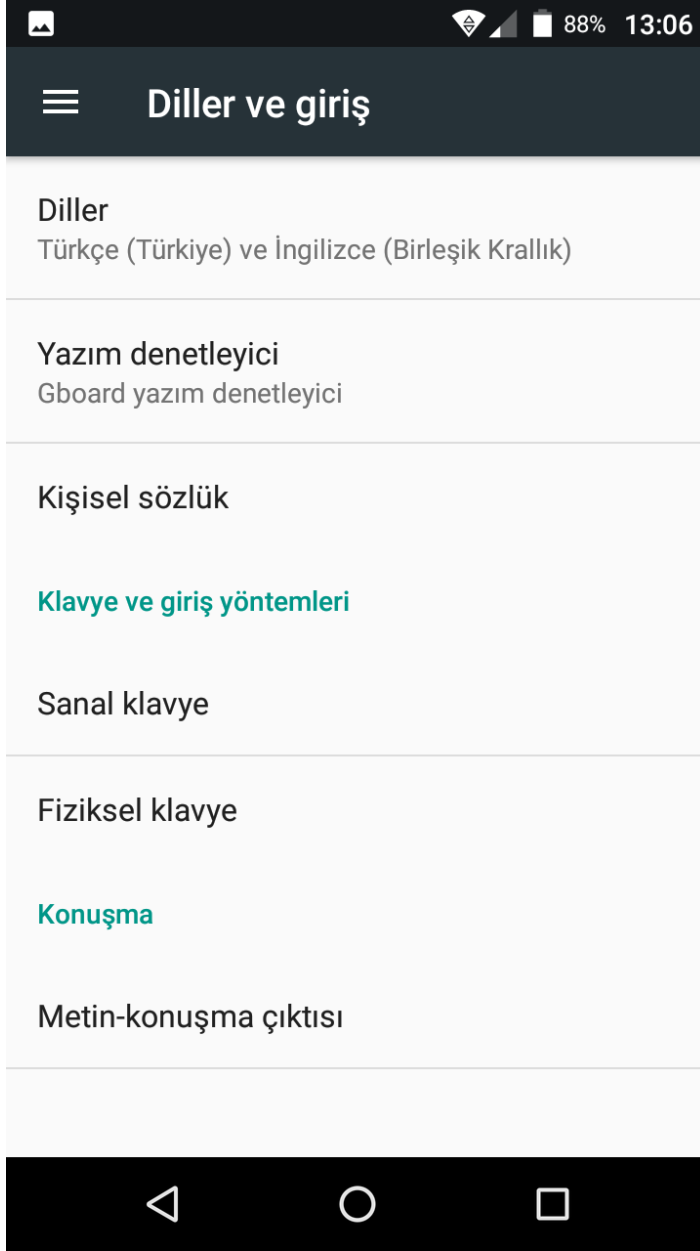 88% 13:06
Diller ve giriş
Diller
Türkçe (Türkiye) ve İngilizce (Birleşik Krallık)
Yazım denetleyici
Gboard yazım denetleyici
Kişisel sözlük
Klavye ve giriş yöntemleri
Sanal klavye
Fiziksel klavye
Konuşma
Metin-konuşma çıktısı